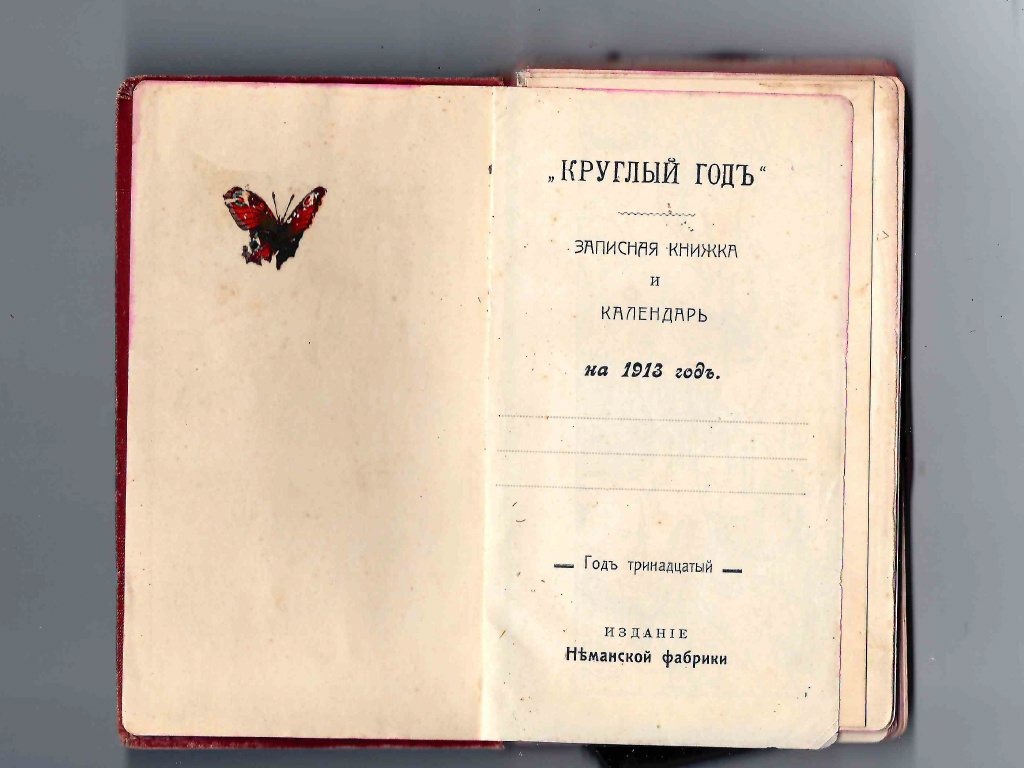 „КРУГЛЫЙ ГОДЪ“
ЗАПИСНАЯ КНИЖКА
И
КАЛЕНДАРЬ
на 1913 годъ.
Годъ тринадцатый
ИЗДАНІЕ
Нѣманской фабрики